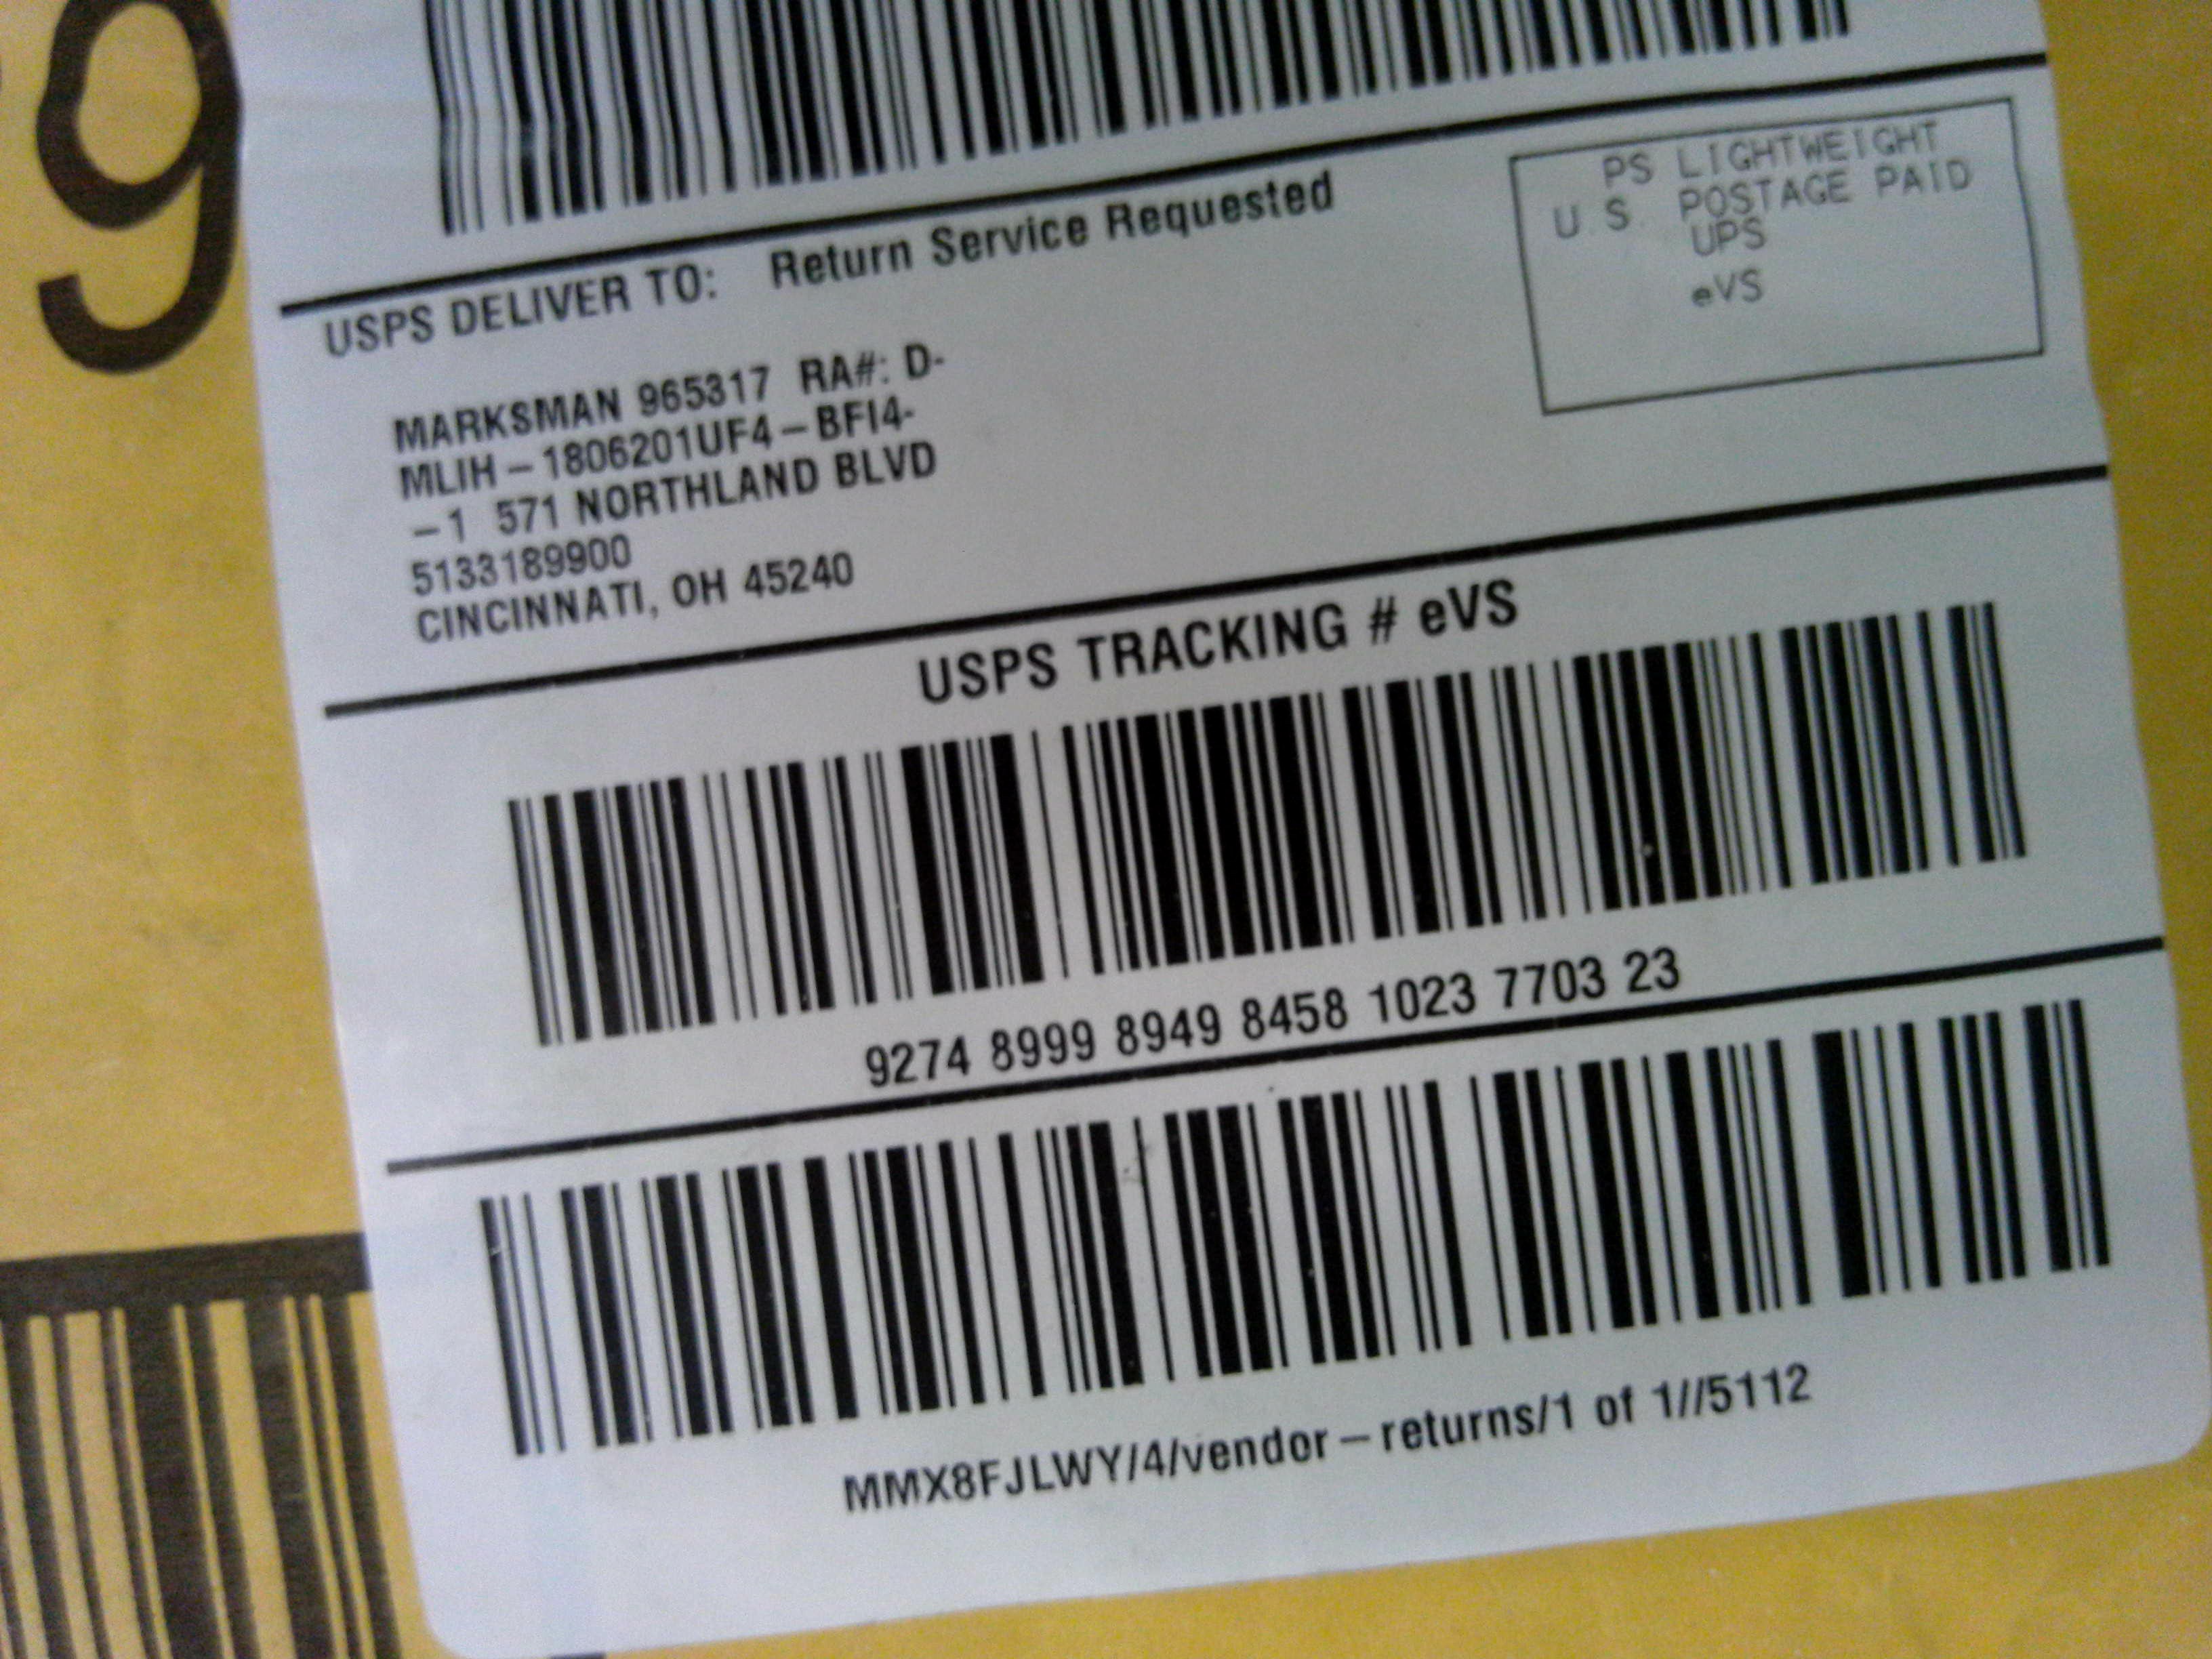 9
PS LIGHTWEIGHT
U.S. POSTAGE PAID
UPS
eVS
USPS DELIVER TO: Return Service Requested
MARKSMAN 965317 RA#: D-
MLIH – 1806201UF4 – BFI4-
– 1 571 NORTHLAND BLVD
5133189900
CINCINNATI, OH 45240
USPS TRACKING # eVS
9274 8999 8949 8458 1023 7703 23
MMX8FJLWY/4/vendor – returns/1 of 1//5112